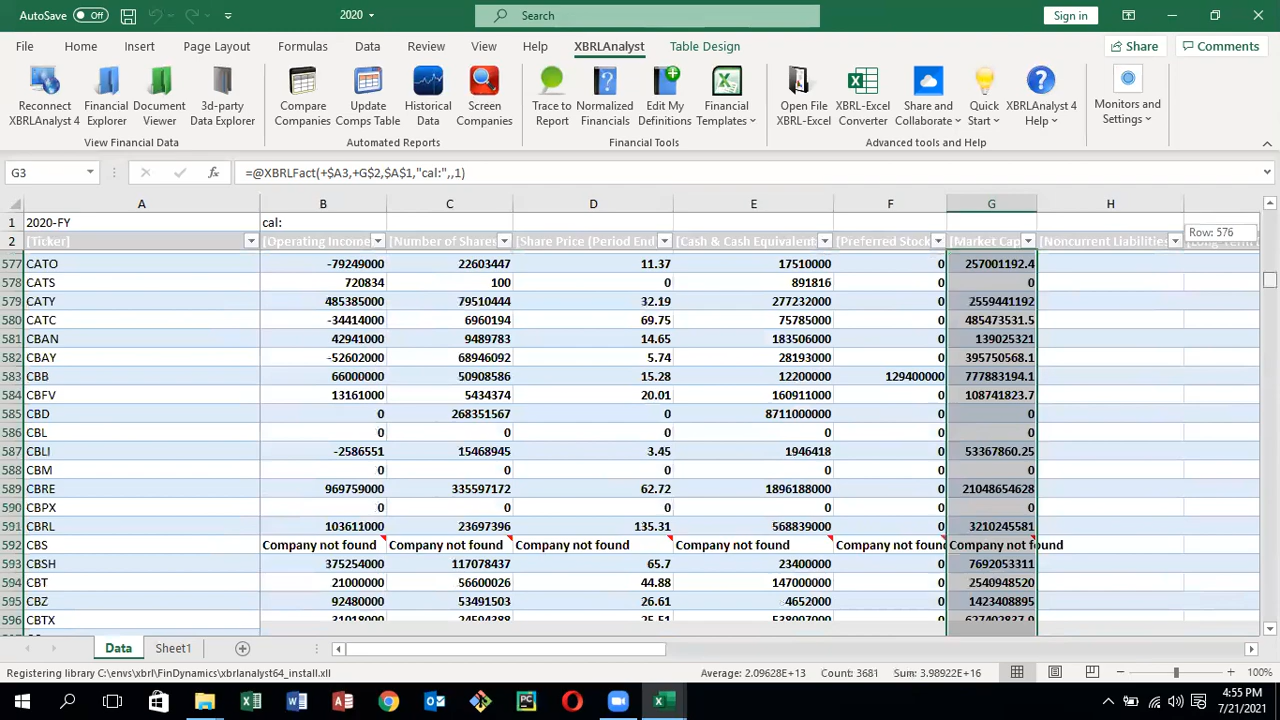 AutoSave Off 2020 Search Sign in
File Home Insert Page Layout Formulas Data Review View Help XBRLAnalyst Table Design Share Comments
Reconnect XBRLAnalyst 4 Financial Explorer Document Viewer 3d-party Data Explorer Compare Companies Update Comps Table Historical Data Screen Companies Trace to Report Normalized Financials Edit My Definitions Financial Templates Open File XBRL-Excel XBRL-Excel Converter Share and Collaborate Quick Start XBRLAnalyst 4 Help Monitors and Settings
View Financial Data Automated Reports Financial Tools Advanced tools and Help
G3 fx =@XBRLFact(+$A3,+G$2,$A$1,"cal:",,1)
A B C D E F G H
1 2020-FY cal:
2 [Ticker] [Operating Income [Number of Shares [Share Price (Period End [Cash & Cash Equivalent [Preferred Stock [Market Cap [Noncurrent Liabilities Row: 576
577 CATO -79249000 22603447 11.37 17510000 0 257001192.4
578 CATS 720834 100 0 891816 0 0
579 CATY 485385000 79510444 32.19 277232000 0 2559441192
580 CATC -34414000 6960194 69.75 75785000 0 485473531.5
581 CBAN 42941000 9489783 14.65 183506000 0 139025321
582 CBAY -52602000 68946092 5.74 28193000 0 395750568.1
583 CBB 66000000 50908586 15.28 12200000 129400000 777883194.1
584 CBFV 13161000 5434374 20.01 160911000 0 108741823.7
585 CBD 0 268351567 0 8711000000 0 0
586 CBL 0 0 0 0 0 0
587 CBLI -2586551 15468945 3.45 1946418 0 53367860.25
588 CBM 0 0 0 0 0 0
589 CBRE 969759000 335597172 62.72 1896188000 0 21048654628
590 CBPX 0 0 0 0 0 0
591 CBRL 103611000 23697396 135.31 568839000 0 3210245581
592 CBS Company not found Company not found Company not found Company not found Company not foun Company not found
593 CBSH 375254000 117078437 65.7 23400000 0 7692053311
594 CBT 21000000 56600026 44.88 147000000 0 2540948520
595 CBZ 92480000 53491503 26.61 4652000 0 1423408895
596 CBTX 31018000 24594388 25.51 538007000 0 627402837.9
Data Sheet1
Registering library C:\envs\xbrl\FinDynamics\xbrlanalyst64_install.xll Average: 2.09628E+13 Count: 3681 Sum: 3.98922E+16 100%
4:55 PM
7/21/2021